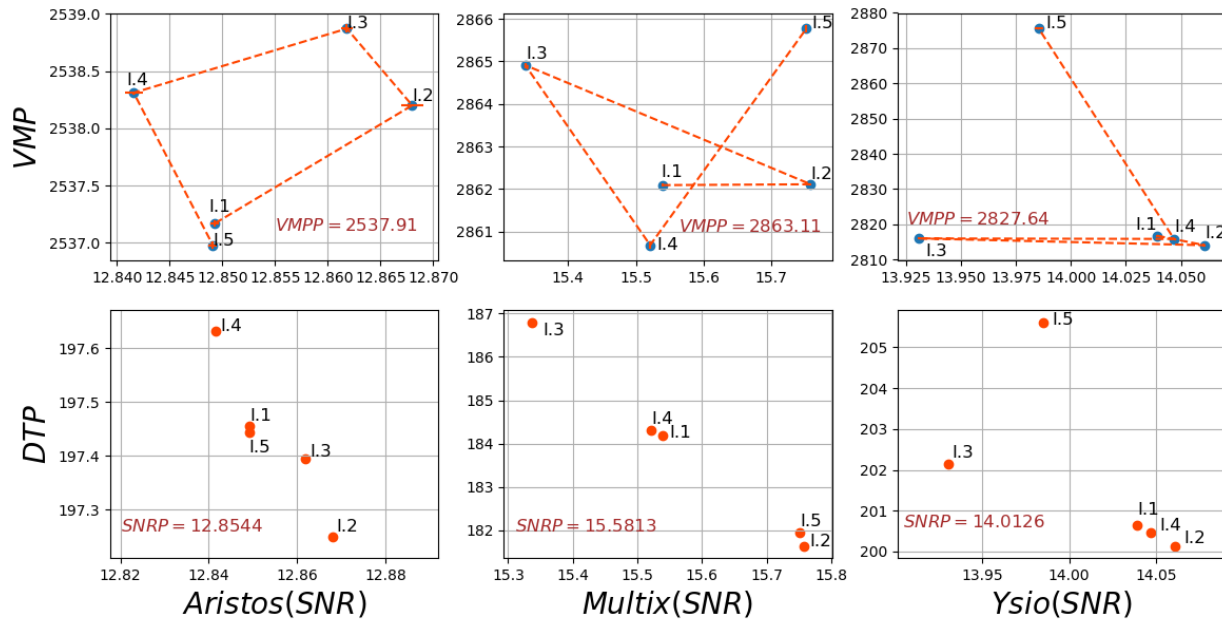 VMP
2539.0
2538.5
2538.0
2537.5
2537.0
I.3
I.4
I.2
I.1
I.5
VMPP = 2537.91
12.840 12.845 12.850 12.855 12.860 12.865 12.870
2866
2865
2864
2863
2862
2861
I.5
I.3
I.1
I.2
I.4
VMPP = 2863.11
15.4 15.5 15.6 15.7
2880
2870
2860
2850
2840
2830
2820
2810
I.5
VMPP = 2827.64
I.1
I.4
I.2
I.3
13.925 13.950 13.975 14.000 14.025 14.050
DTP
197.6
197.5
197.4
197.3
I.4
I.1
I.5
I.3
I.2
SNRP = 12.8544
12.82 12.84 12.86 12.88
Aristos(SNR)
187
186
185
184
183
182
I.3
I.4
I.1
I.5
I.2
SNRP = 15.5813
15.3 15.4 15.5 15.6 15.7 15.8
Multix(SNR)
205
204
203
202
201
200
I.5
I.3
I.1
I.4
I.2
SNRP = 14.0126
13.95 14.00 14.05
Ysio(SNR)